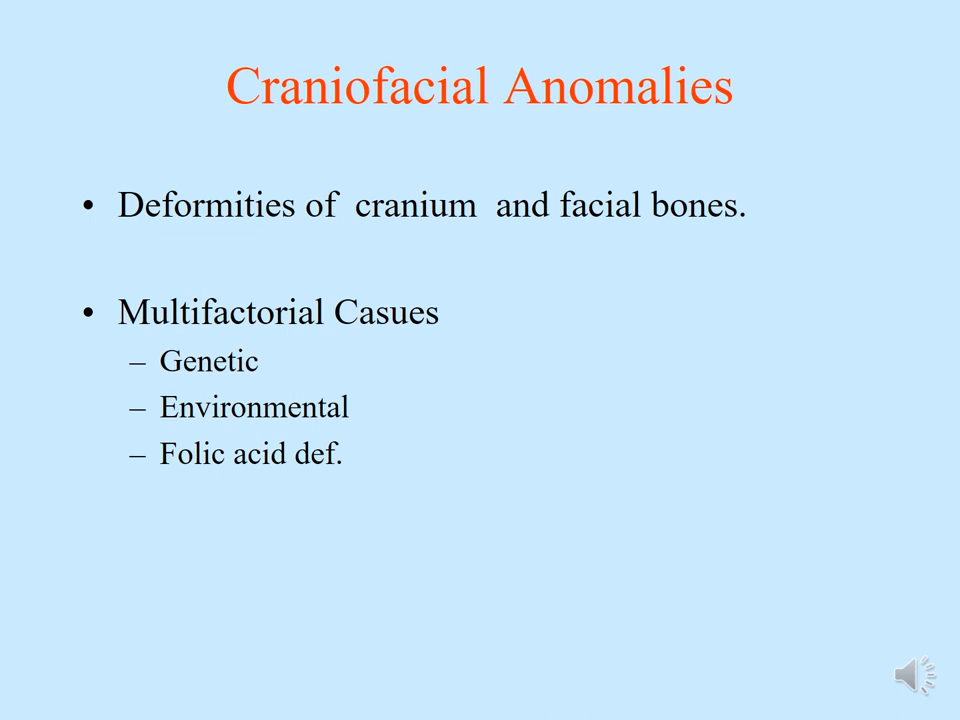 Craniofacial Anomalies
• Deformities of cranium and facial bones.
• Multifactorial Casues
– Genetic
– Environmental
– Folic acid def.